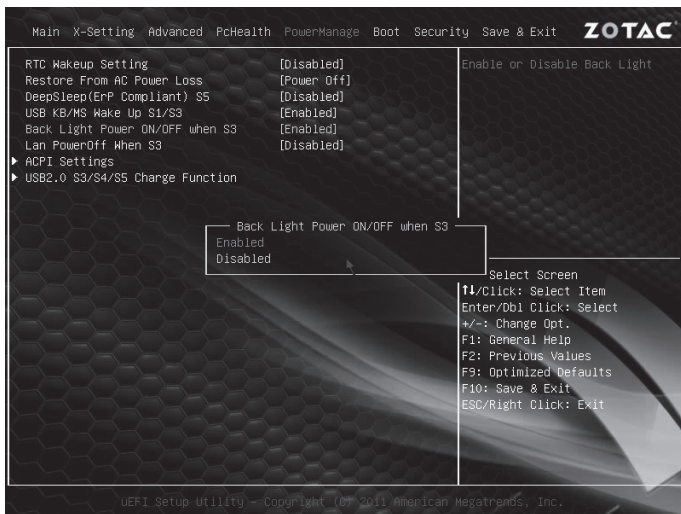 Main X-Setting Advanced PcHealth PowerManage Boot Security Save & Exit ZOTAC
RTC Wakeup Setting [Disabled]
Restore From AC Power Loss [Power Off]
DeepSleep(ErP Compliant) S5 [Disabled]
USB KB/MS Wake Up S1/S3 [Enabled]
Back Light Power ON/OFF when S3 [Enabled]
Lan PowerOff When S3 [Disabled]
ACPI Settings
USB2.0 S3/S4/S5 Charge Function
Enable or Disable Back Light
Back Light Power ON/OFF when S3
Enabled
Disabled
Select Screen
↑↓/Click: Select Item
Enter/Dbl Click: Select
+/-: Change Opt.
F1: General Help
F2: Previous Values
F9: Optimized Defaults
F10: Save & Exit
ESC/Right Click: Exit
uEFI Setup Utility - Copyright (C) 2011 American Megatrends, Inc.